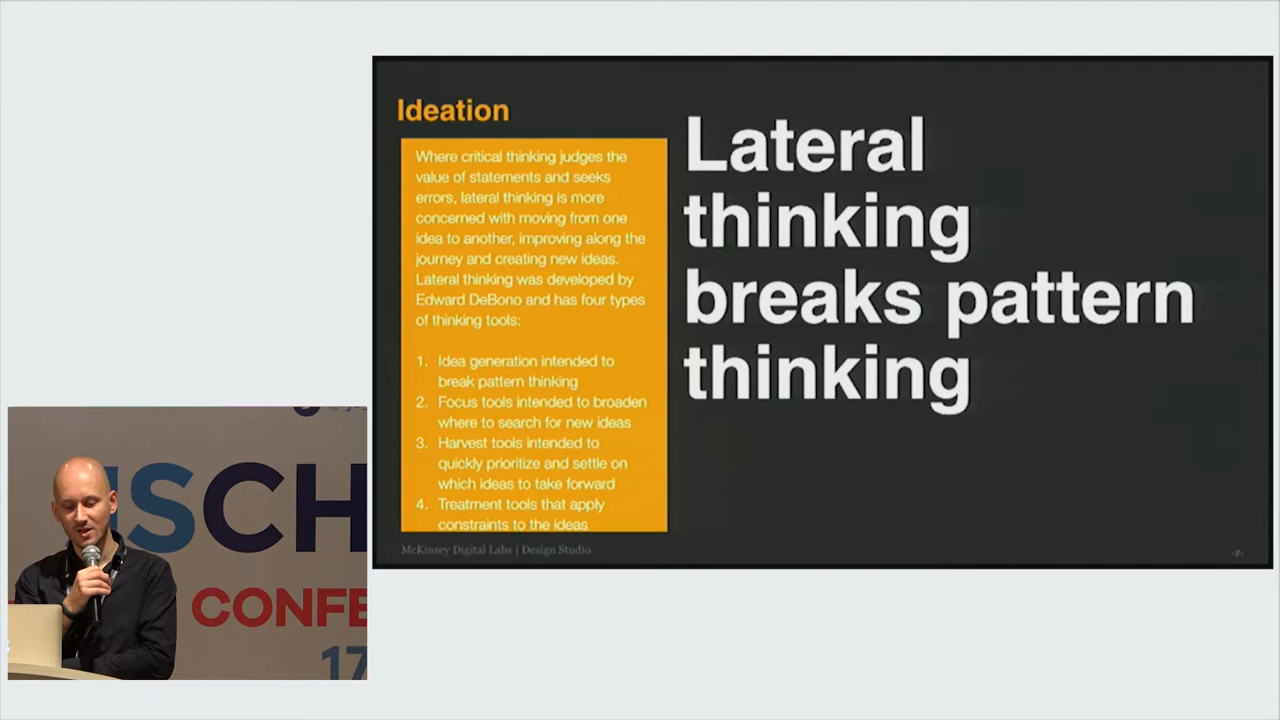 Ideation
Where critical thinking judges the
value of statements and seeks
errors, lateral thinking is more
concerned with moving from one
idea to another, improving along the
journey and creating new ideas.
Lateral thinking was developed by
Edward DeBono and has four types
of thinking tools:
1. Idea generation intended to
break pattern thinking
2. Focus tools intended to broaden
where to search for new ideas
3. Harvest tools intended to
quickly prioritize and settle on
which ideas to take forward
4. Treatment tools that apply
constraints to the ideas
McKinsey Digital Labs | Design Studio
Lateral
thinking
breaks pattern
thinking
ISCH
CONFE
17